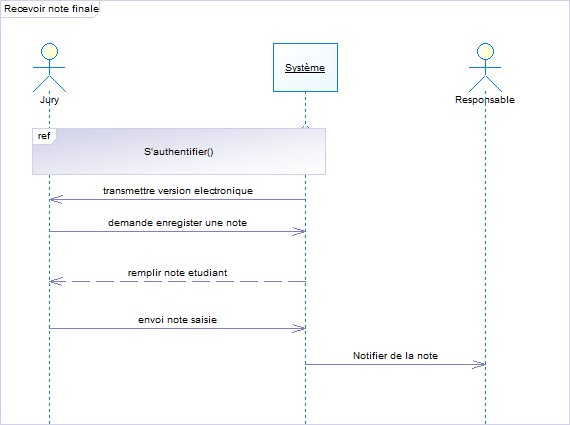 Recevoir note finale
Système
Jury
Responsable
ref
S'authentifier()
transmettre version electronique
demande enregister une note
remplir note etudiant
envoi note saisie
Notifier de la note